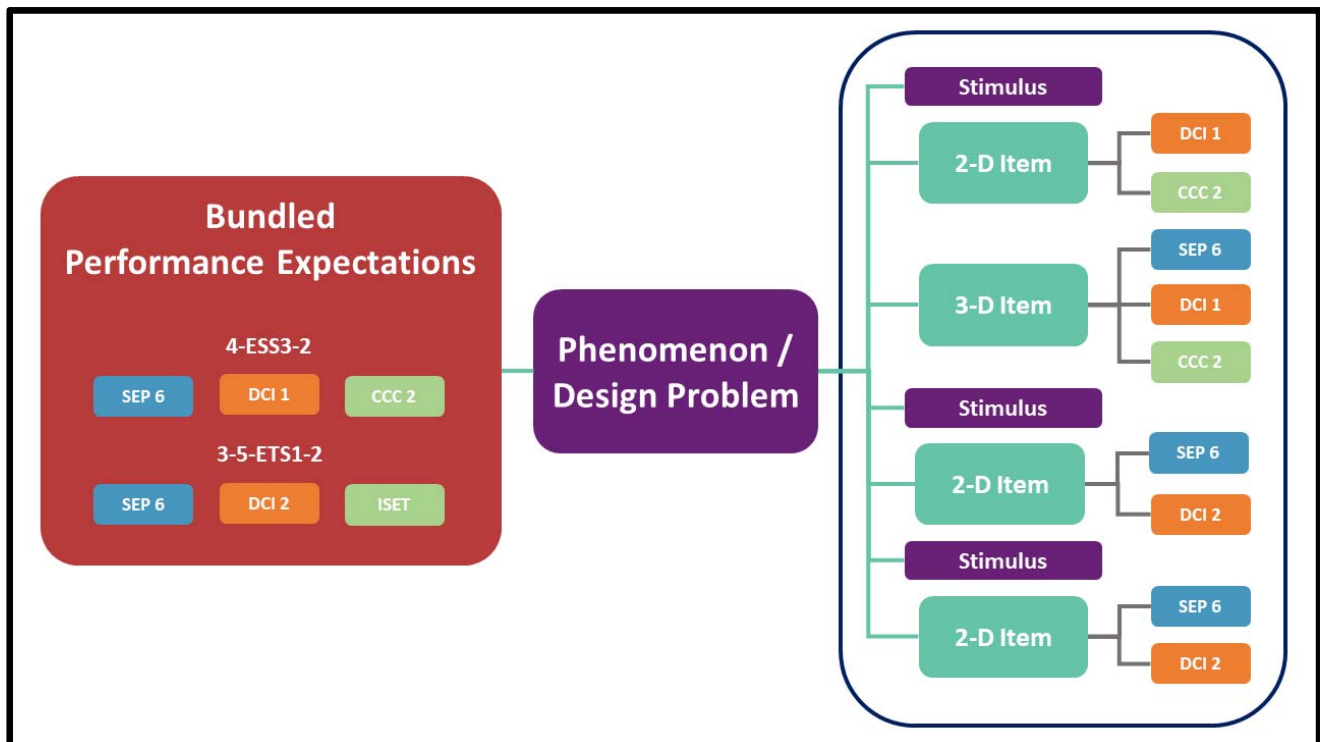 Bundled
Performance Expectations
4-ESS3-2
SEP 6
DCI 1
CCC 2
3-5-ETS1-2
SEP 6
DCI 2
ISET
Phenomenon /
Design Problem
Stimulus
2-D Item
DCI 1
CCC 2
3-D Item
SEP 6
DCI 1
CCC 2
Stimulus
2-D Item
SEP 6
DCI 2
Stimulus
2-D Item
SEP 6
DCI 2